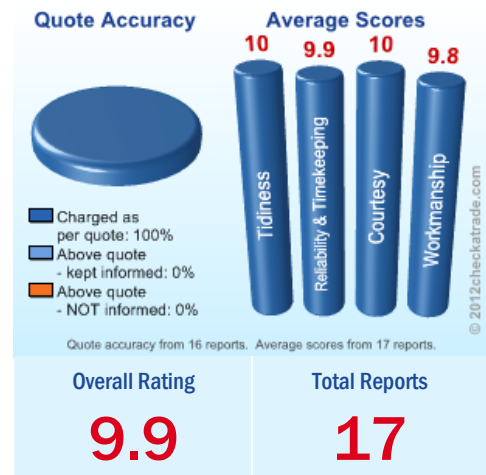 Quote Accuracy
Charged as
per quote: 100%
Above quote
- kept informed: 0%
Above quote
- NOT informed: 0%
Average Scores
10
9.9
10
9.8
Tidiness
Reliability & Timekeeping
Courtesy
Workmanship
© 2012checkatrade.com
Quote accuracy from 16 reports. Average scores from 17 reports.
Overall Rating
9.9
Total Reports
17